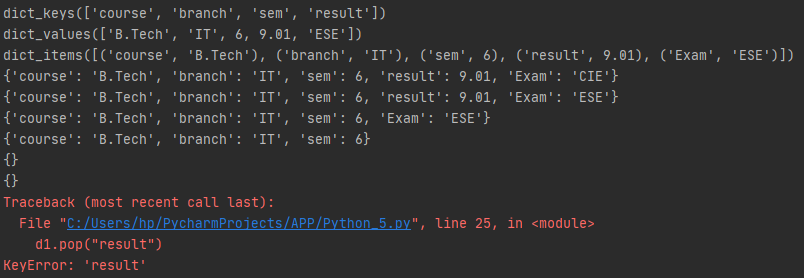 dict_keys(['course', 'branch', 'sem', 'result'])
dict_values(['B.Tech', 'IT', 6, 9.01, 'ESE'])
dict_items([('course', 'B.Tech'), ('branch', 'IT'), ('sem', 6), ('result', 9.01), ('Exam', 'ESE')])
{'course': 'B.Tech', 'branch': 'IT', 'sem': 6, 'result': 9.01, 'Exam': 'CIE'}
{'course': 'B.Tech', 'branch': 'IT', 'sem': 6, 'result': 9.01, 'Exam': 'ESE'}
{'course': 'B.Tech', 'branch': 'IT', 'sem': 6, 'Exam': 'ESE'}
{'course': 'B.Tech', 'branch': 'IT', 'sem': 6}
{}
{}
Traceback (most recent call last):
  File "C:/Users/hp/PycharmProjects/APP/Python_5.py", line 25, in <module>
    d1.pop("result")
KeyError: 'result'